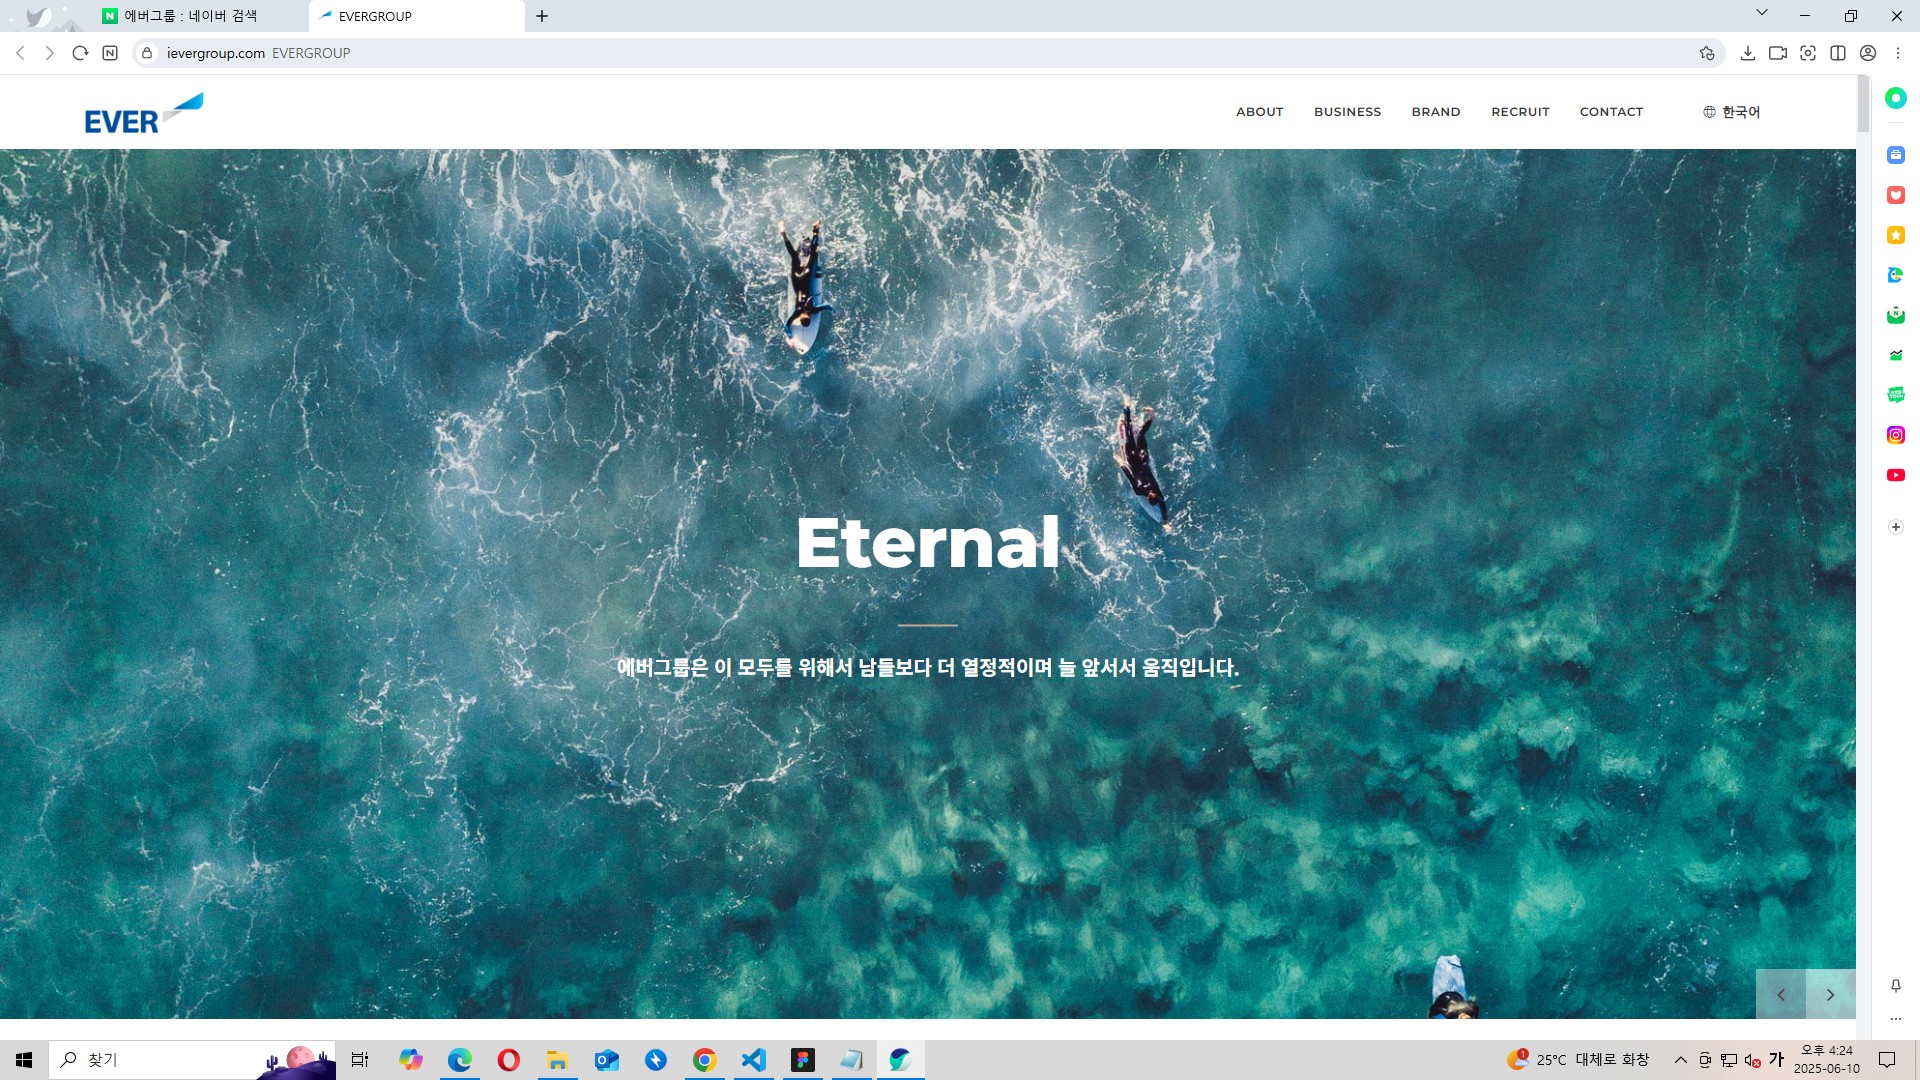 에버그룹 : 네이버 검색
EVERGROUP
ievergroup.com EVERGROUP
EVER
ABOUT
BUSINESS
BRAND
RECRUIT
CONTACT
한국어
Eternal
에버그룹은 이 모두를 위해서 남들보다 더 열정적이며 늘 앞서서 움직입니다.
찾기
1
25°C 대체로 화창
가
오후 4:24
2025-06-10